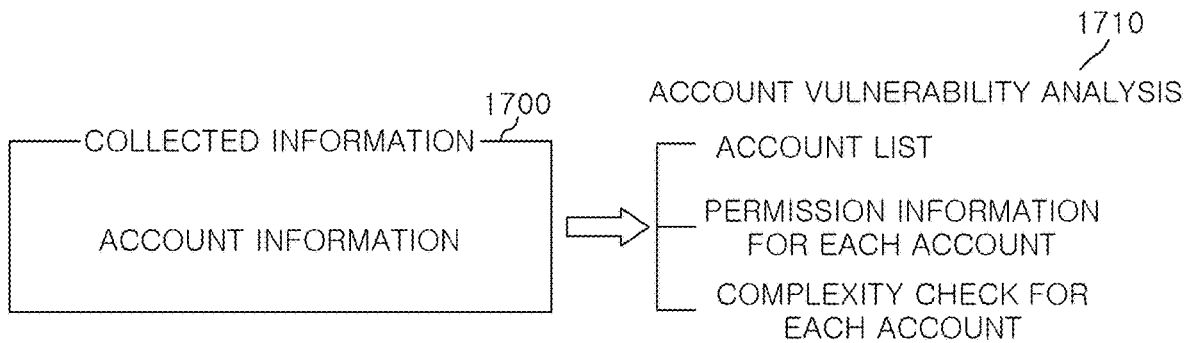 1710
ACCOUNT VULNERABILITY ANALYSIS
1700
COLLECTED INFORMATION
ACCOUNT INFORMATION
ACCOUNT LIST
PERMISSION INFORMATION
FOR EACH ACCOUNT
COMPLEXITY CHECK FOR
EACH ACCOUNT